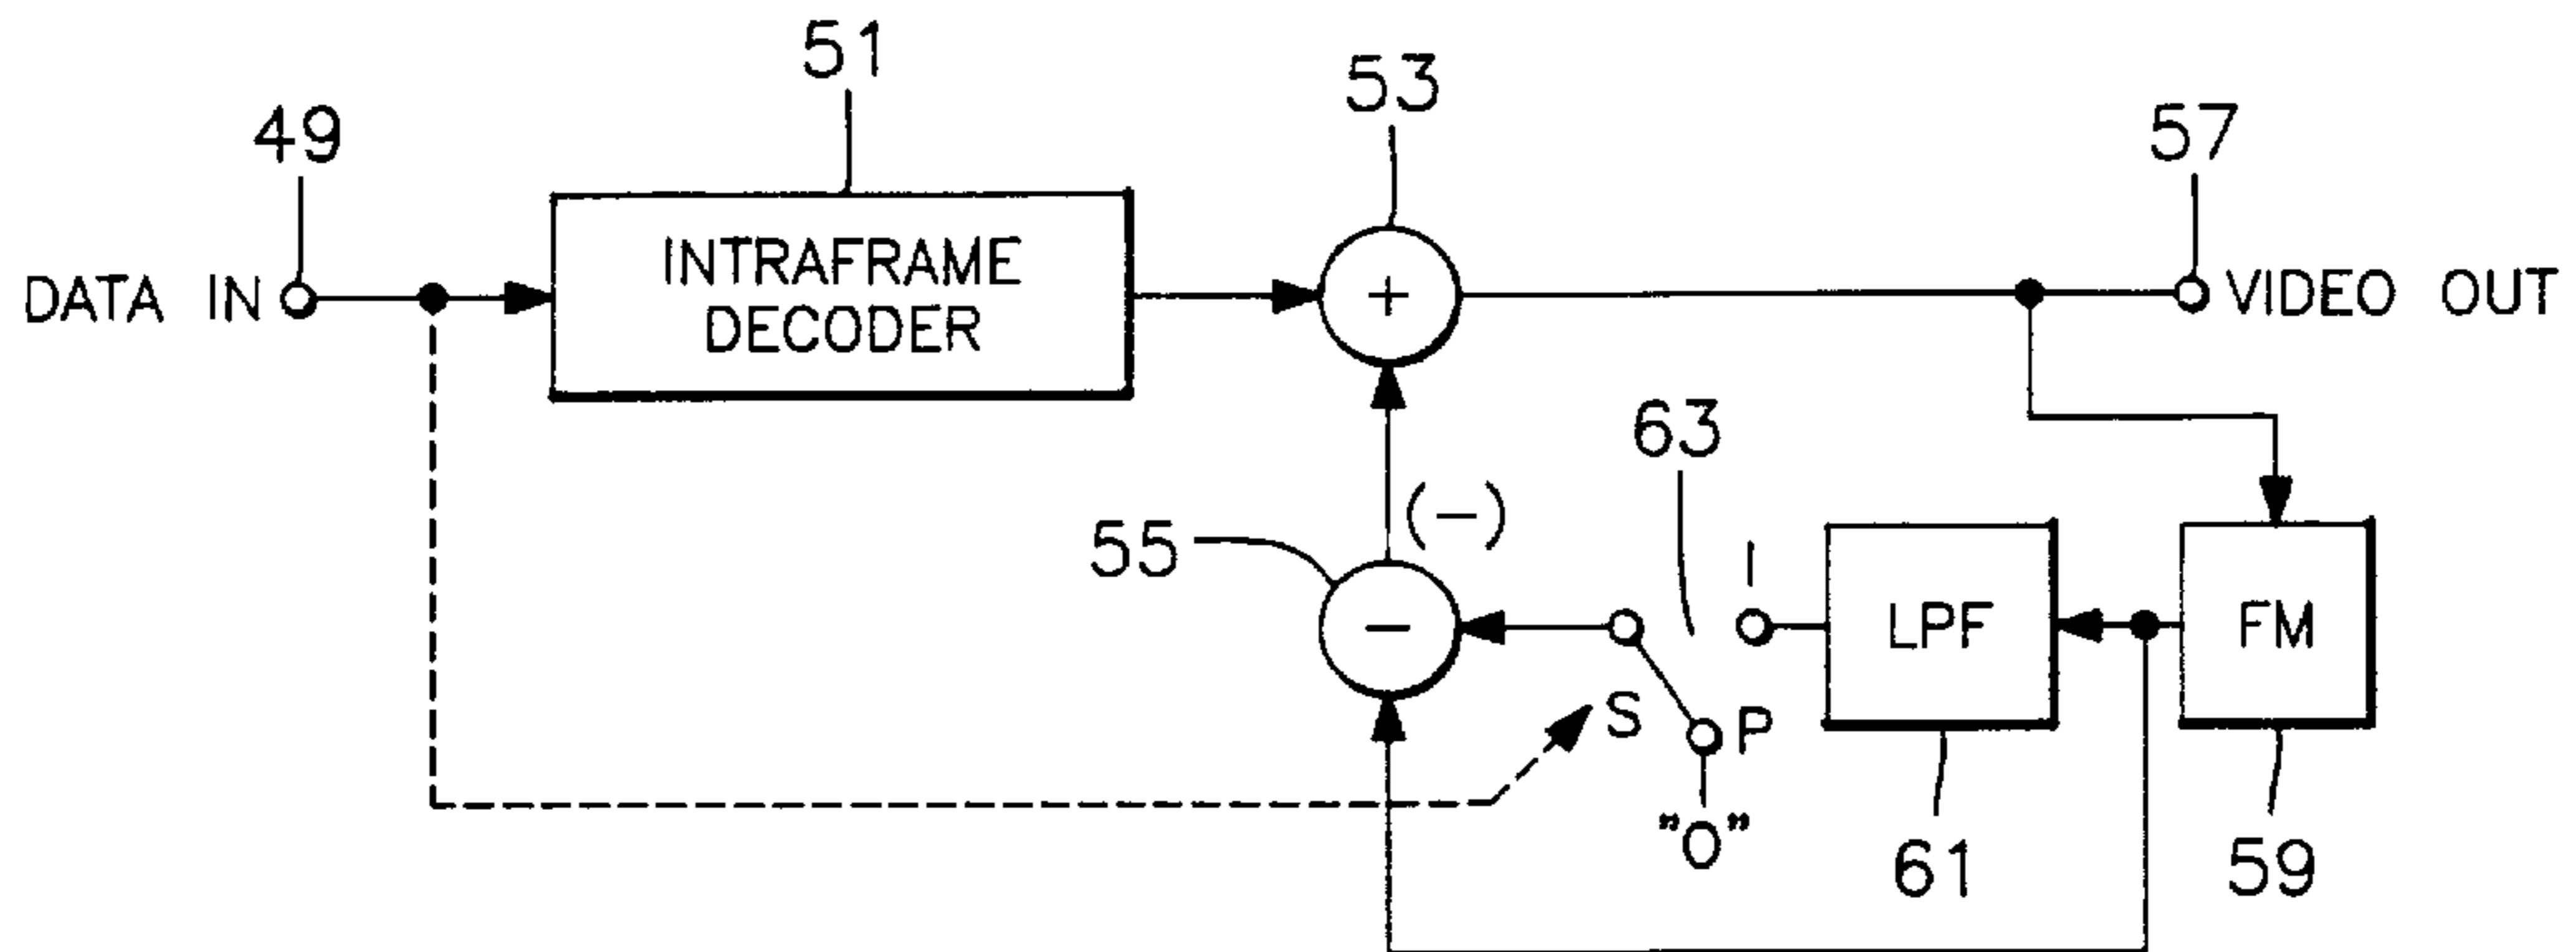 51
53
49
57
INTRAFRAME
DECODER
+
DATA IN
VIDEO OUT
63
(-)
55
I
-
LPF
FM
S
P
"0"
61
59